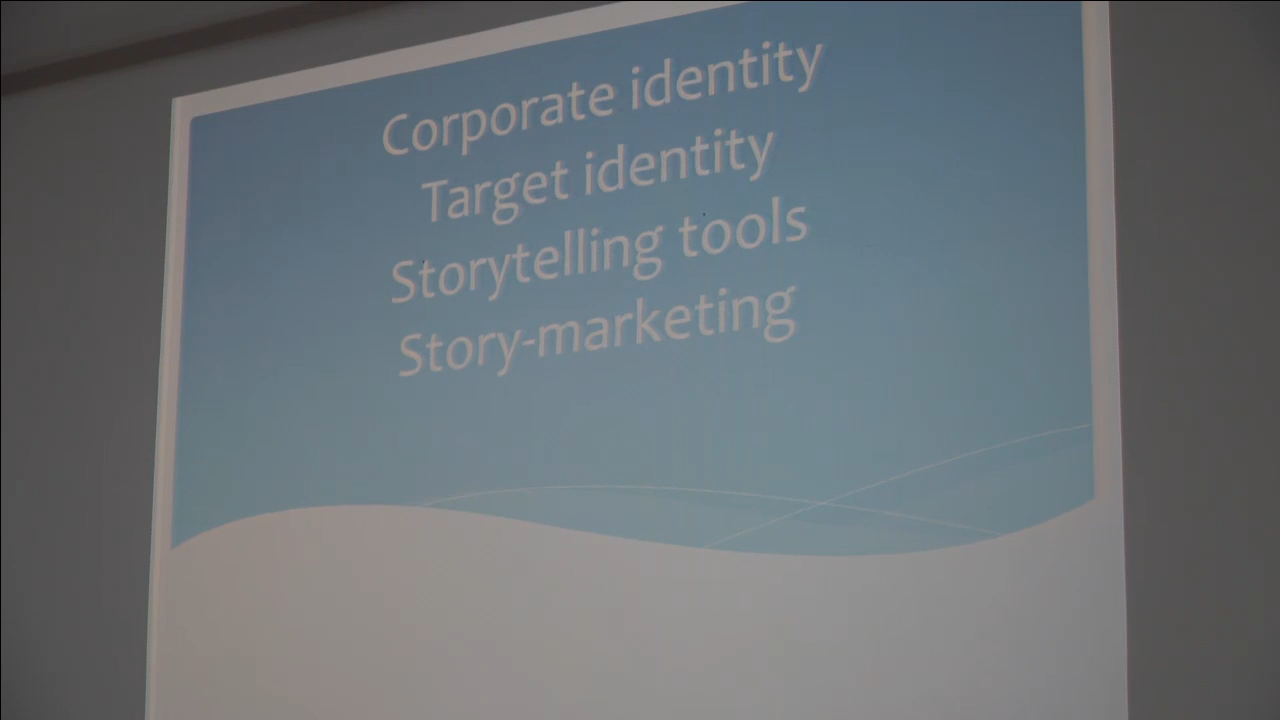 Corporate identity
Target identity
Storytelling tools
Story-marketing